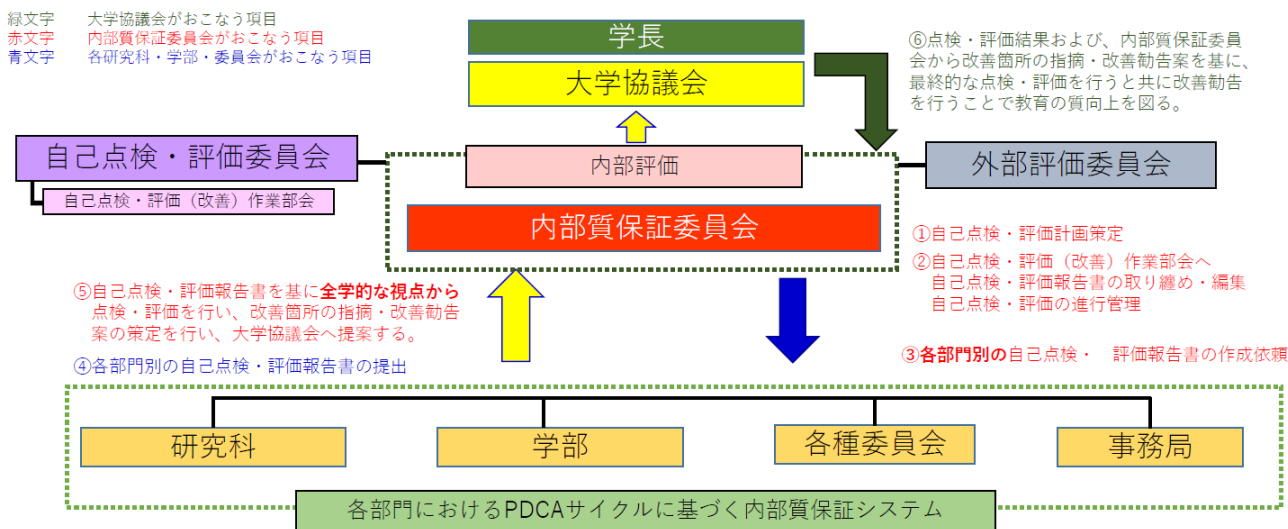 緑文字 大学協議会がおこなう項目
赤文字 内部質保証委員会がおこなう項目
青文字 各研究科・学部・委員会がおこなう項目
学長
大学協議会
⑥点検・評価結果および、内部質保証委員
会から改善箇所の指摘・改善勧告案を基に、
最終的な点検・評価を行うと共に改善勧告
を行うことで教育の質向上を図る。
自己点検・評価委員会
自己点検・評価（改善）作業部会
内部評価
内部質保証委員会
外部評価委員会
①自己点検・評価計画策定
②自己点検・評価（改善）作業部会へ
自己点検・評価報告書の取り纏め・編集
自己点検・評価の進行管理
⑤自己点検・評価報告書を基に全学的な視点から
点検・評価を行い、改善箇所の指摘・改善勧告
案の策定を行い、大学協議会へ提案する。
④各部門別の自己点検・評価報告書の提出
③各部門別の自己点検・ 評価報告書の作成依頼
研究科
学部
各種委員会
事務局
各部門におけるPDCAサイクルに基づく内部質保証システム